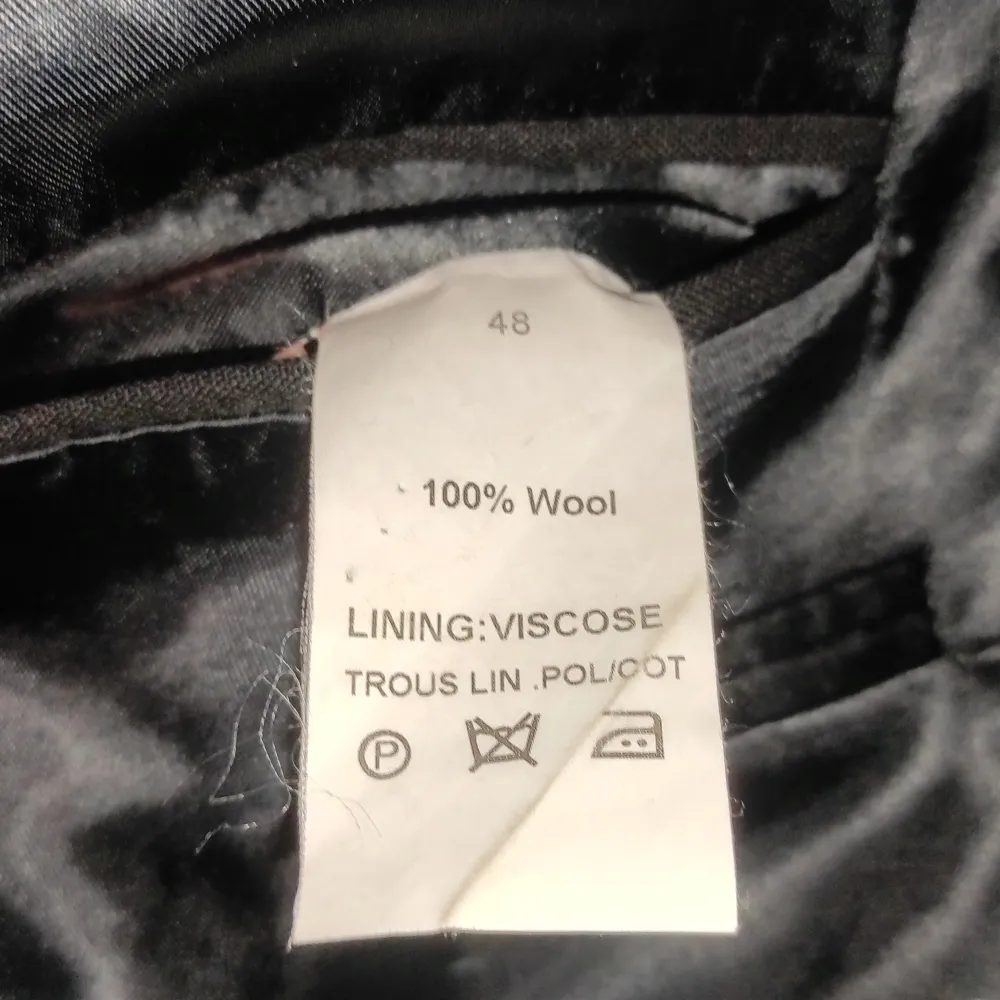 48
100% Wool
LINING:VISCOSE
TROUS LIN .POL/COT
P